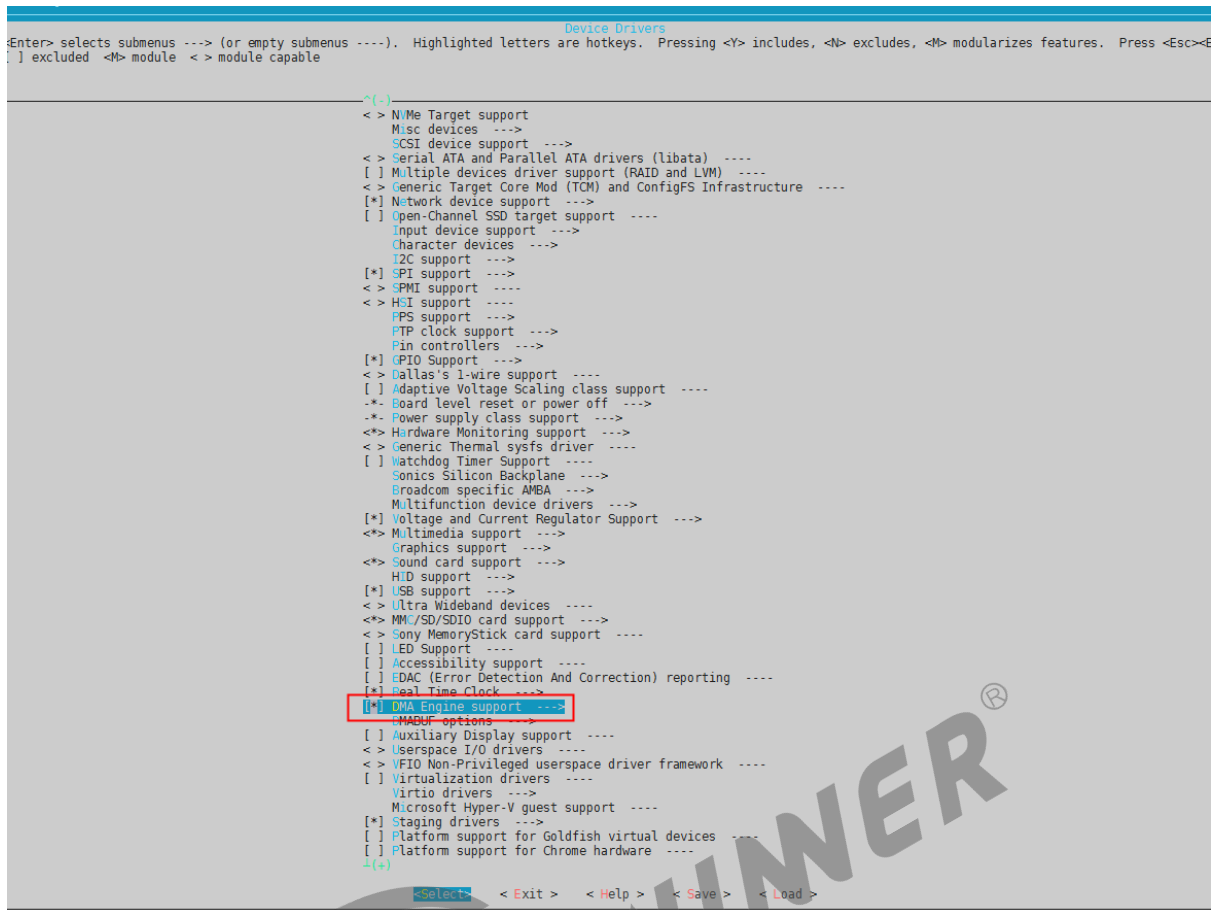 Device Drivers
<Enter> selects submenus ---> (or empty submenus ----).  Highlighted letters are hotkeys.  Pressing <Y> includes, <N> excludes, <M> modularizes features.  Press <Esc><E
[ ] excluded  <M> module  < > module capable
^(-)
< > NVMe Target support
Misc devices  --->
SCSI device support  --->
< > Serial ATA and Parallel ATA drivers (libata)  ----
[ ] Multiple devices driver support (RAID and LVM)  ----
< > Generic Target Core Mod (TCM) and ConfigFS Infrastructure  ----
[*] Network device support  --->
[ ] Open-Channel SSD target support  ----
Input device support  --->
Character devices  --->
I2C support  --->
[*] SPI support  --->
< > SPMI support  ----
< > HSI support  ----
PPS support  --->
PTP clock support  --->
Pin controllers  --->
[*] GPIO Support  --->
< > Dallas's 1-wire support  ----
[ ] Adaptive Voltage Scaling class support  ----
-*- Board level reset or power off  --->
-*- Power supply class support  --->
<*> Hardware Monitoring support  --->
< > Generic Thermal sysfs driver  ----
[ ] Watchdog Timer Support  ----
Sonics Silicon Backplane  --->
Broadcom specific AMBA  --->
Multifunction device drivers  --->
[*] Voltage and Current Regulator Support  --->
<*> Multimedia support  --->
Graphics support  --->
<*> Sound card support  --->
HID support  --->
[*] USB support  --->
< > Ultra Wideband devices  ----
<*> MMC/SD/SDIO card support  --->
< > Sony MemoryStick card support  ----
[ ] LED Support  ----
[ ] Accessibility support  ----
[ ] EDAC (Error Detection And Correction) reporting  ----
[*] Real Time Clock  --->
[*] DMA Engine support  --->
DMABUF options  --->
[ ] Auxiliary Display support  ----
< > Userspace I/O drivers  ----
< > VFIO Non-Privileged userspace driver framework  ----
[ ] Virtualization drivers  ----
Virtio drivers  --->
Microsoft Hyper-V guest support  ----
[*] Staging drivers  --->
[ ] Platform support for Goldfish virtual devices  ----
[ ] Platform support for Chrome hardware  ----
┴(+)
<Select>    < Exit >    < Help >    < Save >    < Load >